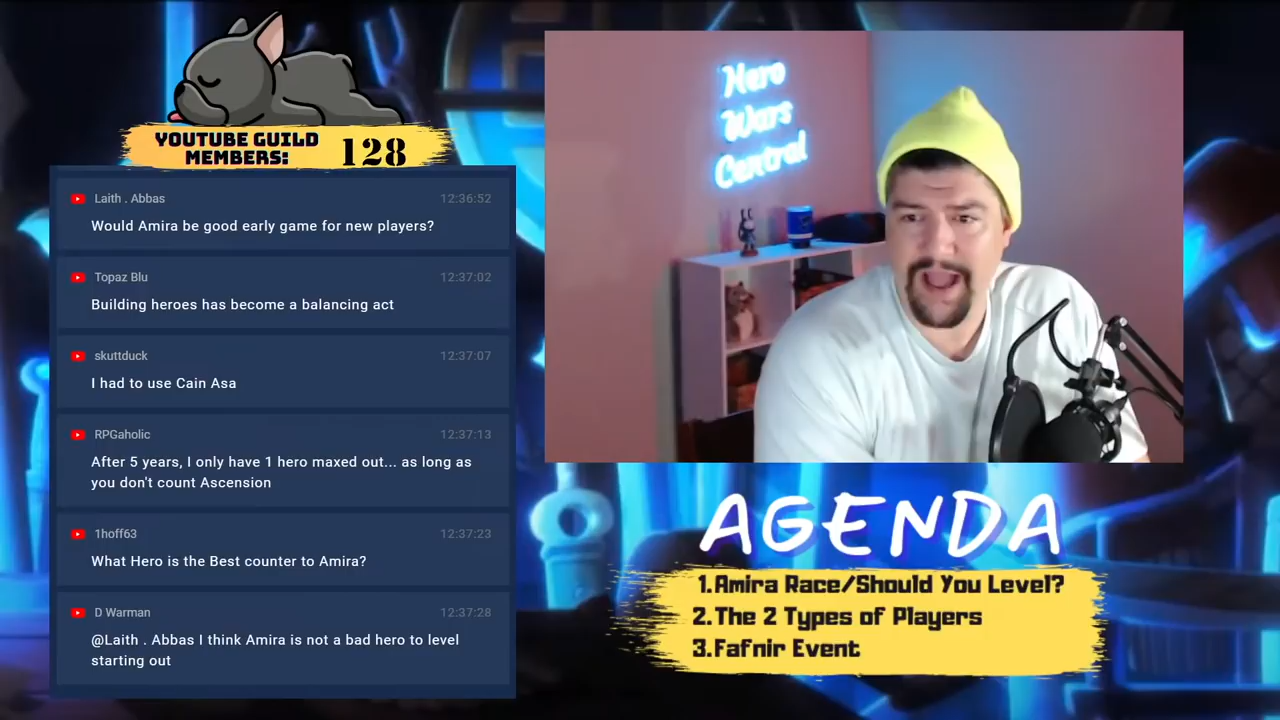 YOUTUBE GUILD
MEMBERS: 128
Laith . Abbas 12:36:52
Would Amira be good early game for new players?
Topaz Blu 12:37:02
Building heroes has become a balancing act
skuttduck 12:37:07
I had to use Cain Asa
RPGaholic 12:37:13
After 5 years, I only have 1 hero maxed out... as long as
you don't count Ascension
1hoff63 12:37:23
What Hero is the Best counter to Amira?
D Warman 12:37:28
@Laith . Abbas I think Amira is not a bad hero to level
starting out
Hero
Wars
Central
AGENDA
1.Amira Race/Should You Level?
2.The 2 Types of Players
3.Fafnir Event